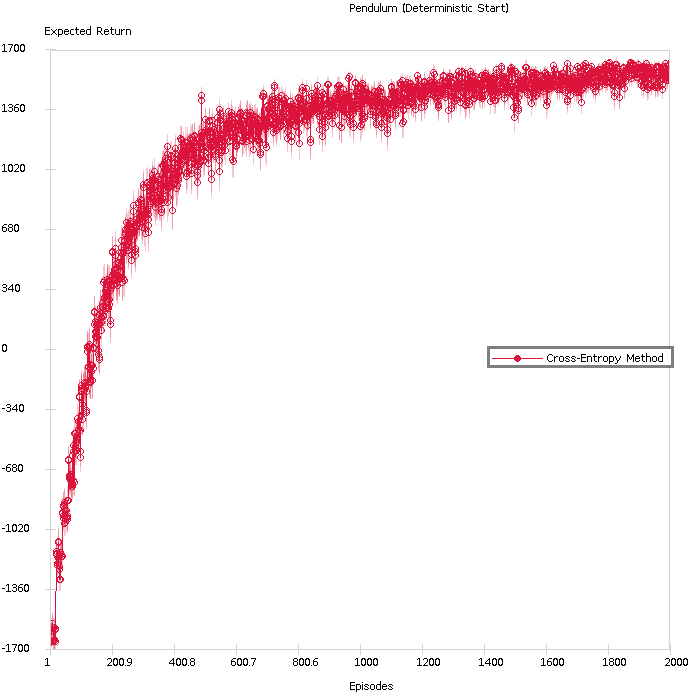 Pendulum (Deterministic Start)
Expected Return
1700
1360
1020
680
340
0
-340
-680
-1020
-1360
-1700
Cross-Entropy Method
1 200.9 400.8 600.7 800.6 1000 1200 1400 1600 1800 2000
Episodes